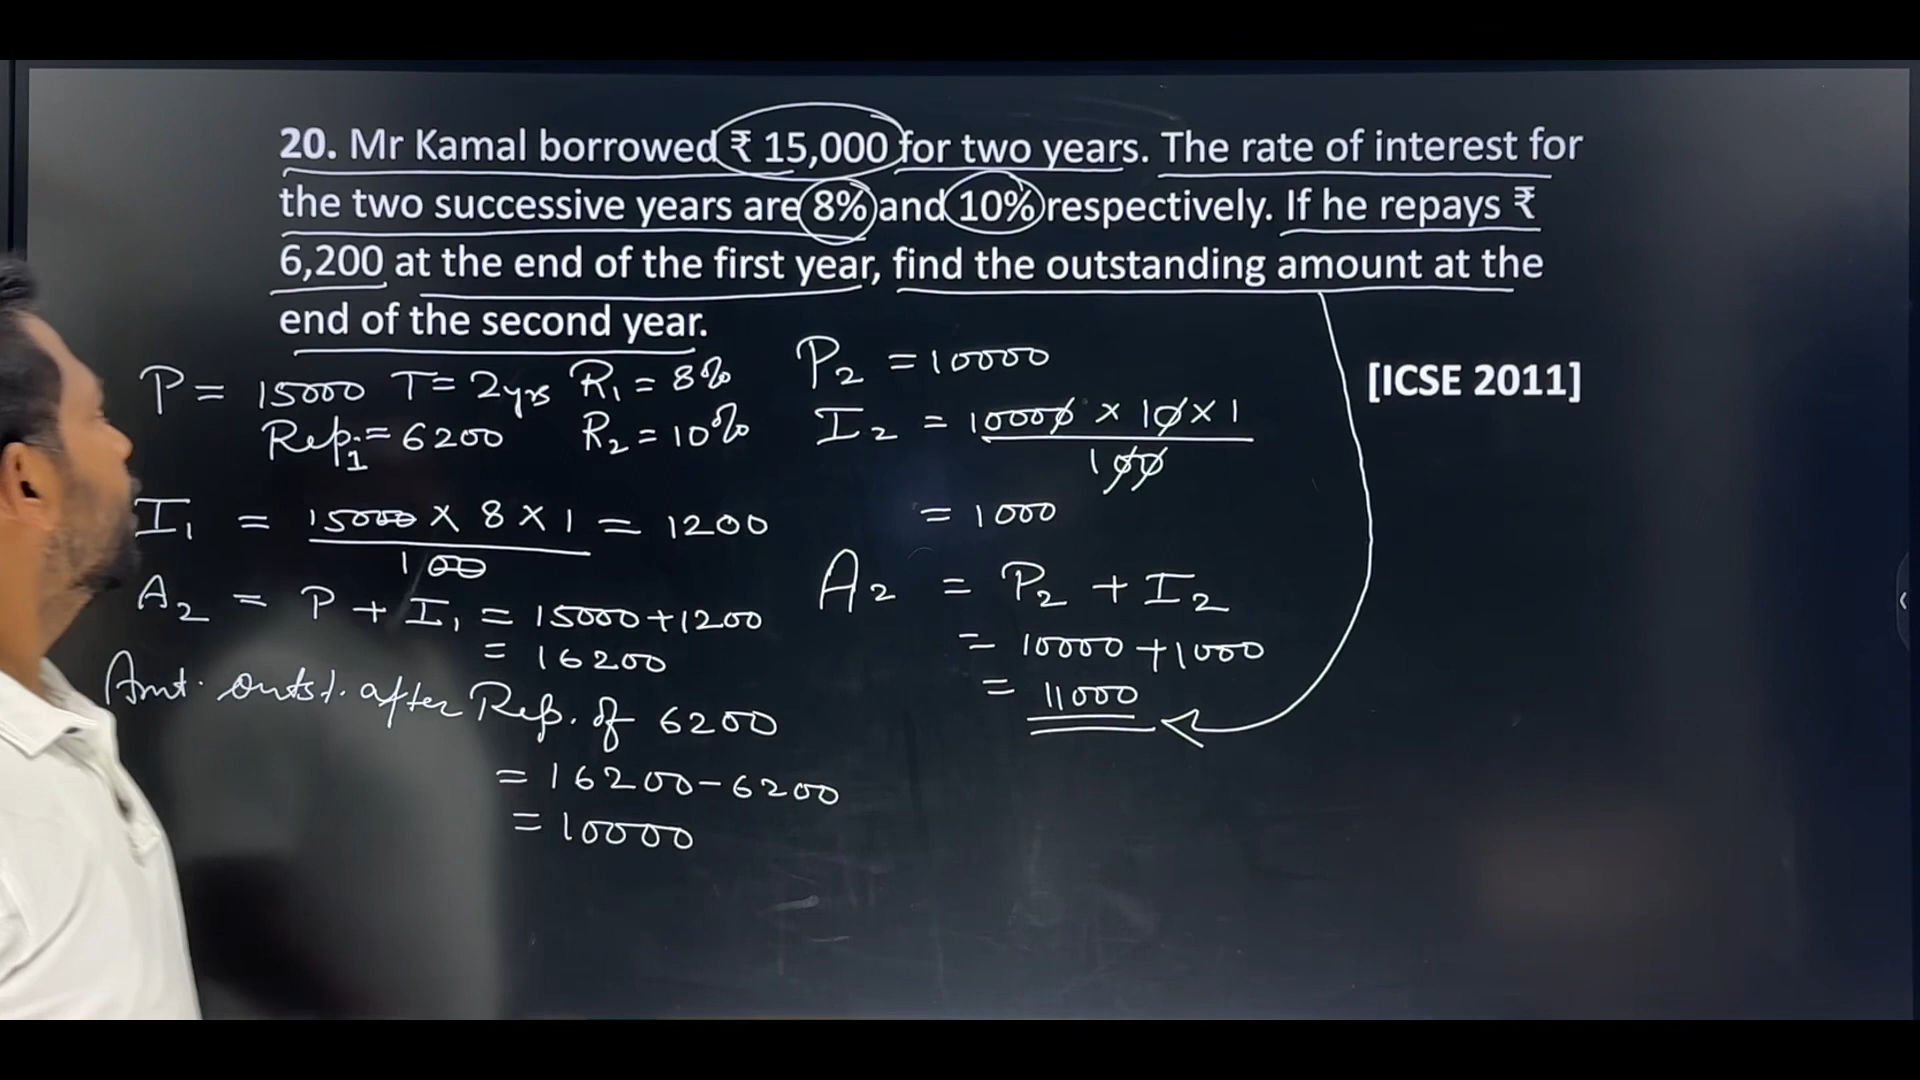 20. Mr Kamal borrowed ₹ 15,000 for two years. The rate of interest for
the two successive years are 8% and 10% respectively. If he repays ₹
6,200 at the end of the first year, find the outstanding amount at the
end of the second year.
[ICSE 2011]
P = 15000 T = 2yrs R₁ = 8%
Rep.₁ = 6200 R₂ = 10%
I₁ = 15000 × 8 × 1 = 1200
100
A₂ = P + I₁ = 15000 + 1200
= 16200
Amt. outst. after Rep. of 6200
= 16200 - 6200
= 10000
P₂ = 10000
I₂ = 10000 × 10 × 1
100
= 1000
A₂ = P₂ + I₂
= 10000 + 1000
= 11000